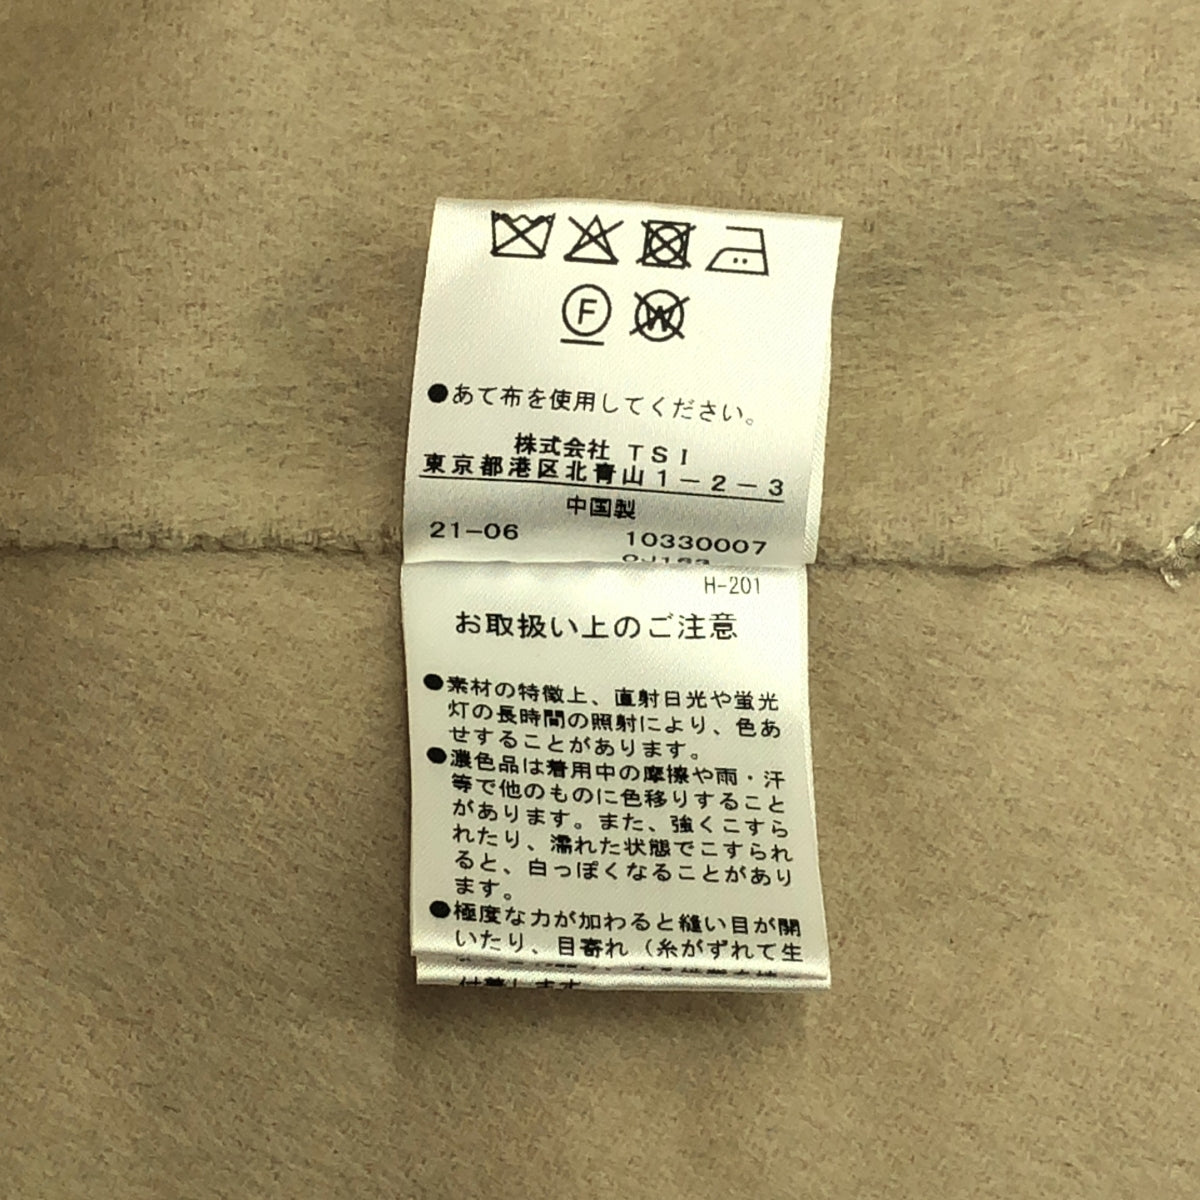 F W
●あて布を使用してください。
株式会社 TSI
東京都港区北青山1-2-3
中国製
21-06 10330007
H-201
お取扱い上のご注意
●素材の特徴上、直射日光や蛍光
灯の長時間の照射により、色あ
せすることがあります。
●濃色品は着用中の摩擦や雨・汗
等で他のものに色移りすること
があります。また、強くこすら
れたり、濡れた状態でこすられ
ると、白っぽくなることがあり
ます。
●極度な力が加わると縫い目が開
いたり、目寄れ（糸がずれて生
付着します